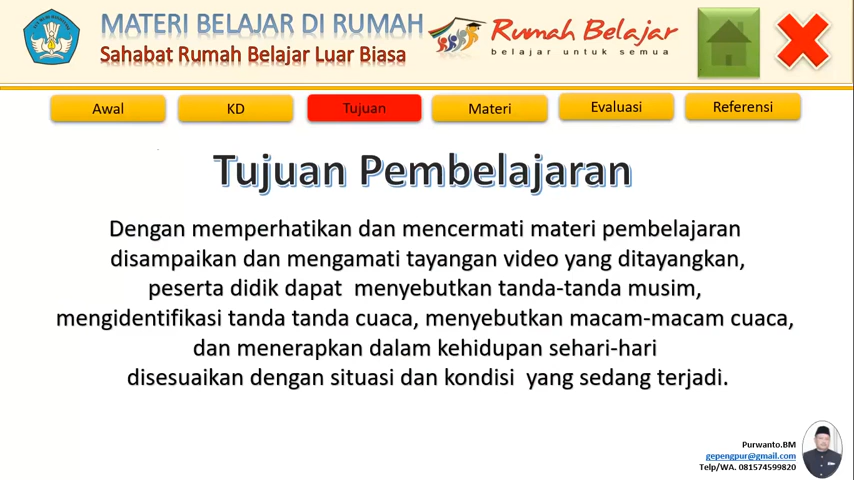 MATERI BELAJAR DI RUMAH
Sahabat Rumah Belajar Luar Biasa
Rumah Belajar
belajar untuk semua
Awal
KD
Tujuan
Materi
Evaluasi
Referensi
Tujuan Pembelajaran
Dengan memperhatikan dan mencermati materi pembelajaran
disampaikan dan mengamati tayangan video yang ditayangkan,
peserta didik dapat menyebutkan tanda-tanda musim,
mengidentifikasi tanda tanda cuaca, menyebutkan macam-macam cuaca,
dan menerapkan dalam kehidupan sehari-hari
disesuaikan dengan situasi dan kondisi yang sedang terjadi.
Purwanto.BM
gepengpur@gmail.com
Telp/WA. 081574599820